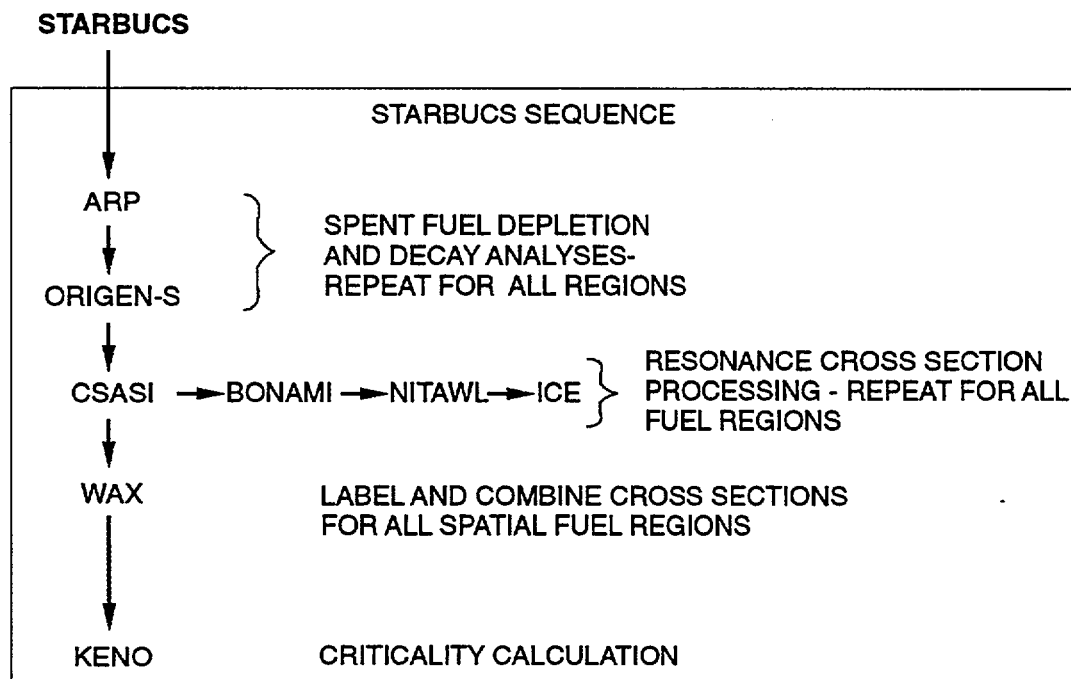 STARBUCS
STARBUCS SEQUENCE
ARP
ORIGEN-S
SPENT FUEL DEPLETION
AND DECAY ANALYSES-
REPEAT FOR ALL REGIONS
CSASI BONAMI NITAWL ICE
RESONANCE CROSS SECTION
PROCESSING - REPEAT FOR ALL
FUEL REGIONS
WAX
LABEL AND COMBINE CROSS SECTIONS
FOR ALL SPATIAL FUEL REGIONS
KENO
CRITICALITY CALCULATION